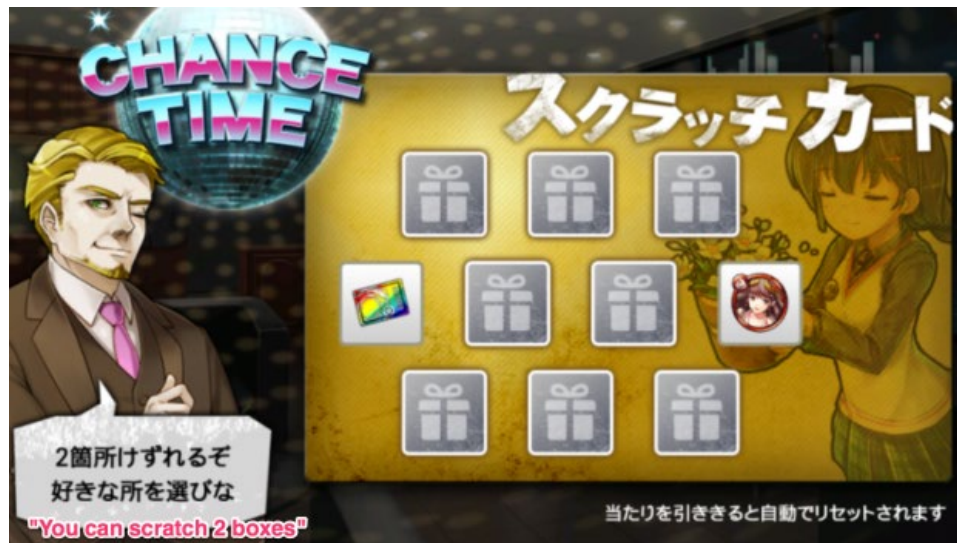 CHANCE
TIME
スクラッチカード
2箇所けずれるぞ
好きな所を選びな
"You can scratch 2 boxes"
当たりを引ききると自動でリセットされます